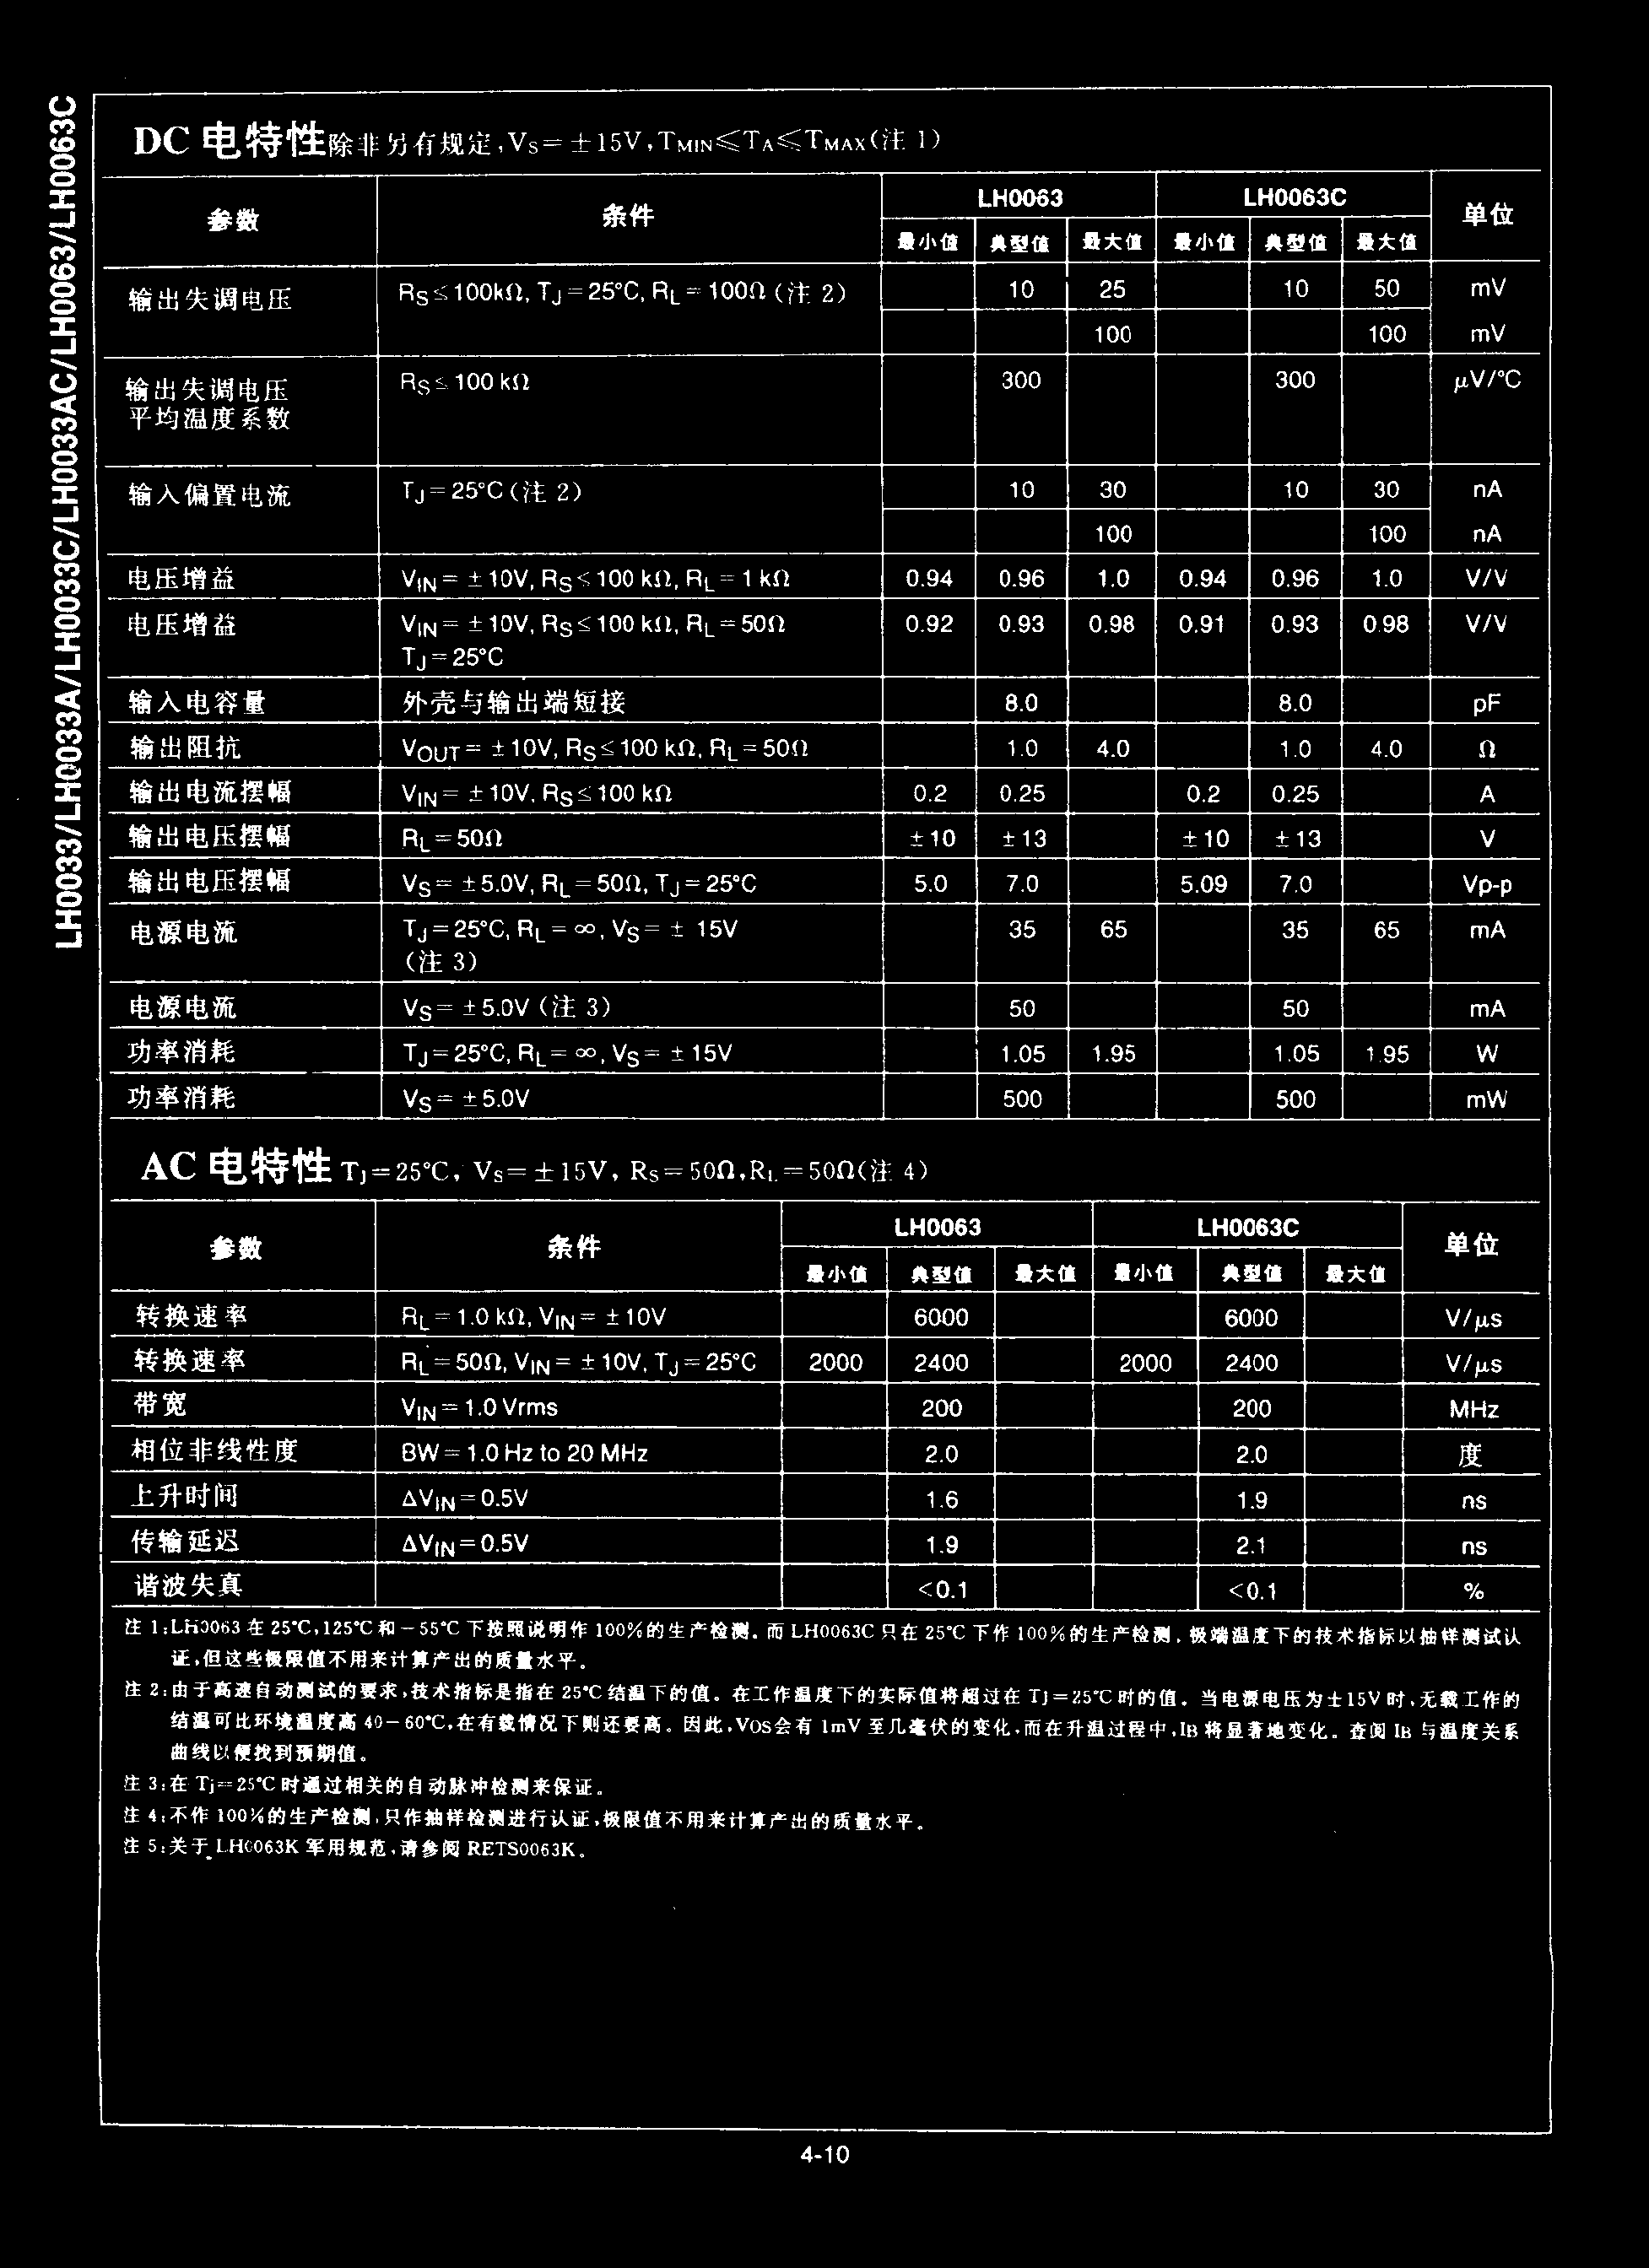 LH0033/LH0033A/LH0033C/LH0033AC/LH0063/LH0063C
DC 电特性除非另有规定,VS=±15V,TMIN≤TA≤TMAX(注 1)
参数 条件 LH0063 LH0063C 单位
最小值 典型值 最大值 最小值 典型值 最大值
输出失调电压 RS≤100kΩ, TJ=25°C, RL=100Ω (注 2) 10 25 10 50 mV
100 100 mV
输出失调电压 RS≤100 kΩ 300 300 μV/°C
平均温度系数
输入偏置电流 TJ=25°C (注 2) 10 30 10 30 nA
100 100 nA
电压增益 VIN=±10V, RS≤100 kΩ, RL=1 kΩ 0.94 0.96 1.0 0.94 0.96 1.0 V/V
电压增益 VIN=±10V, RS≤100 kΩ, RL=50Ω 0.92 0.93 0.98 0.91 0.93 0.98 V/V
TJ=25°C
输入电容量 外壳与输出端短接 8.0 8.0 pF
输出阻抗 VOUT=±10V, RS≤100 kΩ, RL=50Ω 1.0 4.0 1.0 4.0 Ω
输出电流摆幅 VIN=±10V, RS≤100 kΩ 0.2 0.25 0.2 0.25 A
输出电压摆幅 RL=50Ω ±10 ±13 ±10 ±13 V
输出电压摆幅 VS=±5.0V, RL=50Ω, TJ=25°C 5.0 7.0 5.09 7.0 Vp-p
电源电流 TJ=25°C, RL=∞, VS=± 15V 35 65 35 65 mA
(注 3)
电源电流 VS=±5.0V (注 3) 50 50 mA
功率消耗 TJ=25°C, RL=∞, VS=±15V 1.05 1.95 1.05 1.95 W
功率消耗 VS=±5.0V 500 500 mW
AC 电特性 TJ=25℃, VS=±15V, RS=50Ω,RL=50Ω(注 4)
参数 条件 LH0063 LH0063C 单位
最小值 典型值 最大值 最小值 典型值 最大值
转换速率 RL=1.0 kΩ, VIN=±10V 6000 6000 V/μs
转换速率 RL=50Ω, VIN=±10V, TJ=25°C 2000 2400 2000 2400 V/μs
带宽 VIN=1.0 Vrms 200 200 MHz
相位非线性度 BW=1.0 Hz to 20 MHz 2.0 2.0 度
上升时间 ΔVIN=0.5V 1.6 1.9 ns
传输延迟 ΔVIN=0.5V 1.9 2.1 ns
谐波失真 <0.1 <0.1 %
注 1:LH0063 在 25℃,125℃ 和 -55℃ 下按照说明作 100%的生产检测. 而 LH0063C 只在 25℃ 下作 100%的生产检测. 极端温度下的技术指标以抽样测试认
证,但这些极限值不用来计算产出的质量水平。
注 2:由于高速自动测试的要求,技术指标是指在 25℃ 结温下的值。在工作温度下的实际值将超过在 Tj=25℃ 时的值。当电源电压为±15V 时,无载工作的
结温可比环境温度高 40-60℃,在有载情况下则还要高。因此,VOS会有 1mV 至几毫伏的变化,而在升温过程中,IB 将显著地变化。查阅 IB 与温度关系
曲线以便找到预期值。
注 3:在 Tj=25℃ 时通过相关的自动脉冲检测来保证。
注 4:不作 100%的生产检测,只作抽样检测进行认证,极限值不用来计算产出的质量水平。
注 5:关于 LH0063K 军用规范,请参阅 RETS0063K。
4-10